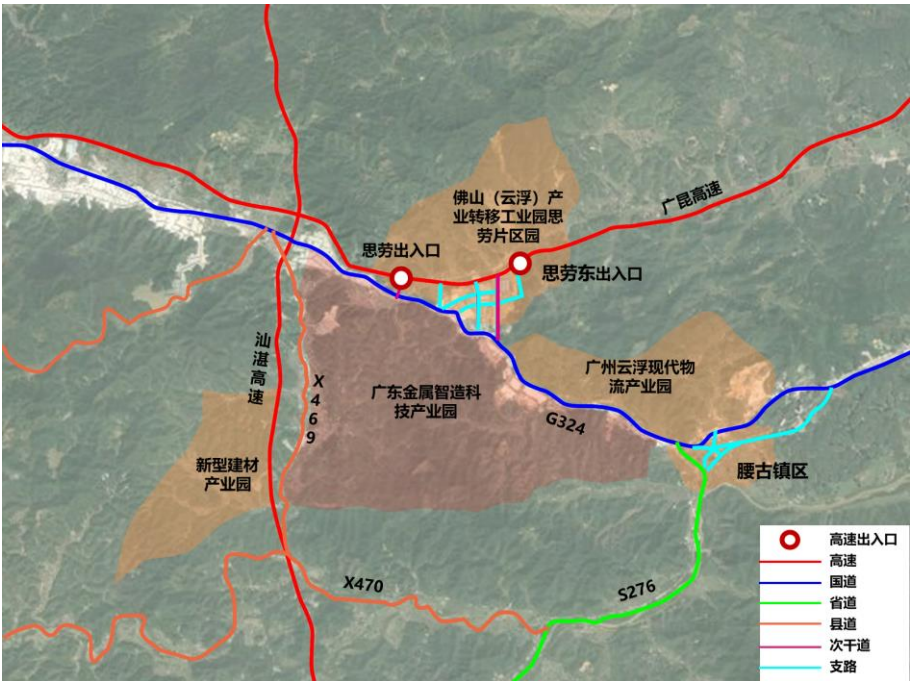 佛山（云浮）产
业转移工业园思
劳片区园
广昆高速
思劳出入口
思劳东出入口
汕湛高速
X469
广东金属智造科
技产业园
广州云浮现代物
流产业园
G324
新型建材
产业园
腰古镇区
X470
S276
高速出入口
高速
国道
省道
县道
次干道
支路